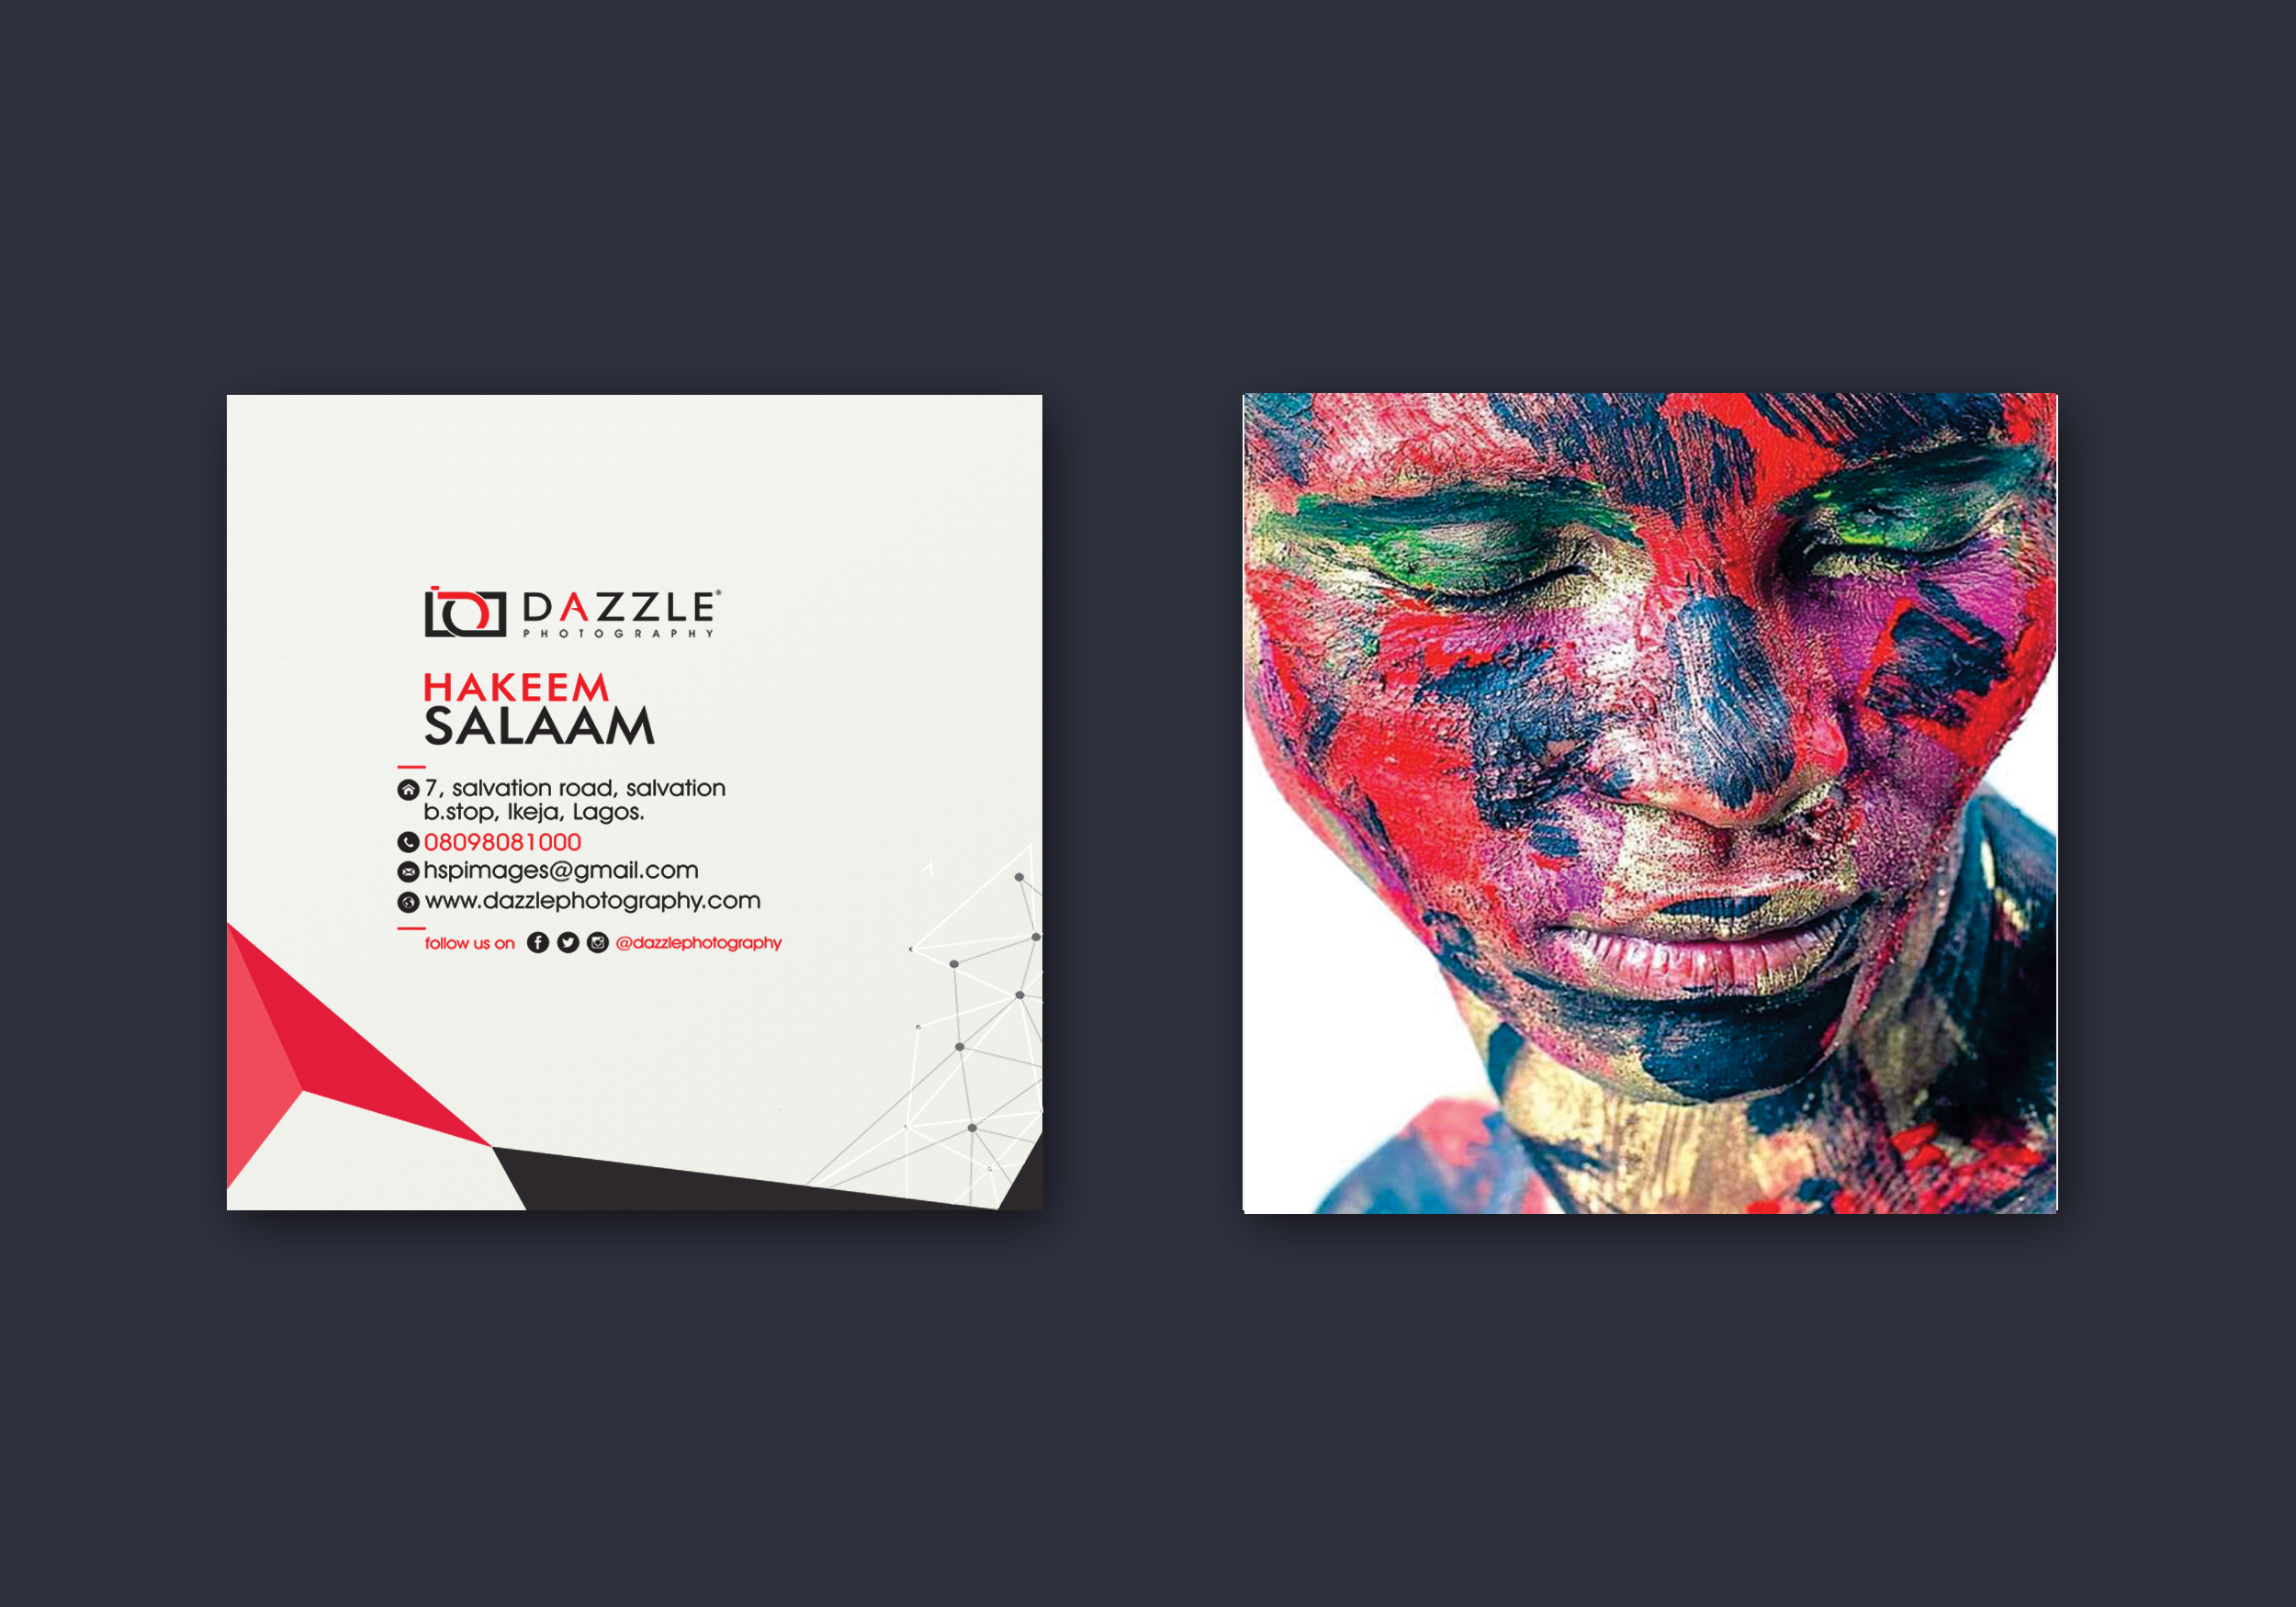 DAZZLE®
PHOTOGRAPHY
HAKEEM
SALAAM
7, salvation road, salvation
b.stop, Ikeja, Lagos.
08098081000
hspimages@gmail.com
www.dazzlephotography.com
follow us on @dazzlephotography